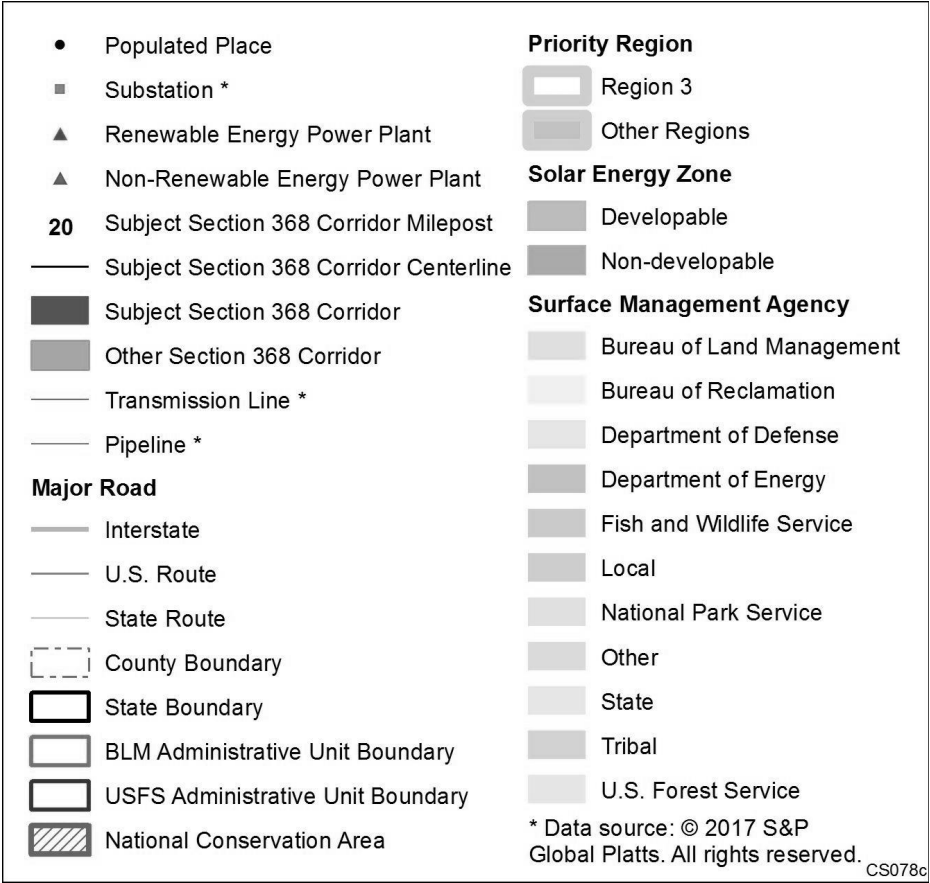 Populated Place
Substation *
Renewable Energy Power Plant
Non-Renewable Energy Power Plant
20 Subject Section 368 Corridor Milepost
Subject Section 368 Corridor Centerline
Subject Section 368 Corridor
Other Section 368 Corridor
Transmission Line *
Pipeline *
Major Road
Interstate
U.S. Route
State Route
County Boundary
State Boundary
BLM Administrative Unit Boundary
USFS Administrative Unit Boundary
National Conservation Area
Priority Region
Region 3
Other Regions
Solar Energy Zone
Developable
Non-developable
Surface Management Agency
Bureau of Land Management
Bureau of Reclamation
Department of Defense
Department of Energy
Fish and Wildlife Service
Local
National Park Service
Other
State
Tribal
U.S. Forest Service
* Data source: © 2017 S&P
Global Platts. All rights reserved.
CS078c